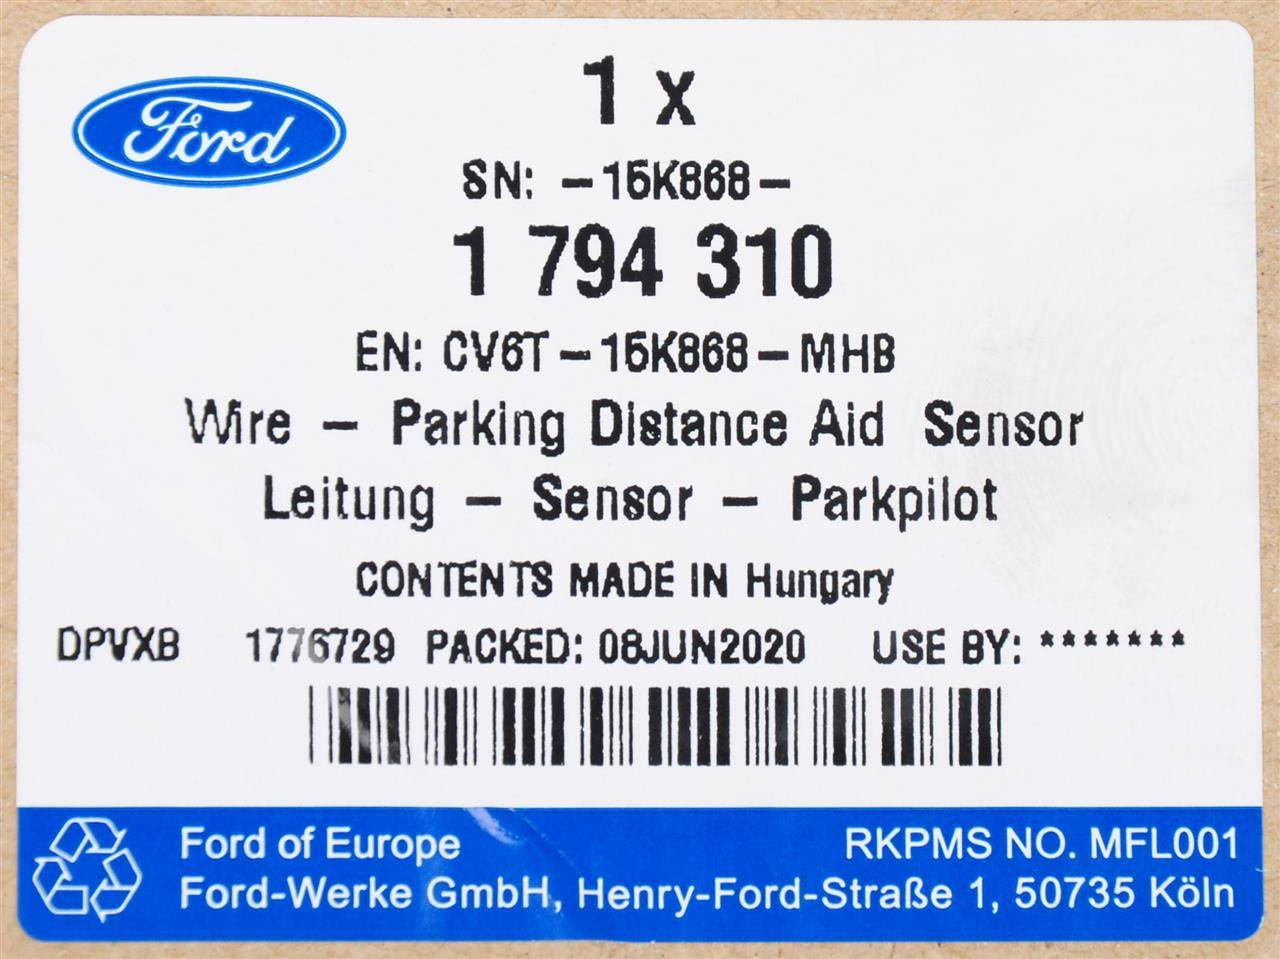 Ford
1 x
SN: -15K868-
1 794 310
EN: CV6T-15K868-MHB
Wire - Parking Distance Aid Sensor
Leitung - Sensor - Parkpilot
CONTENTS MADE IN Hungary
DPVXB 1776729 PACKED: 08JUN2020 USE BY: *******
Ford of Europe RKPMS NO. MFL001
Ford-Werke GmbH, Henry-Ford-Straße 1, 50735 Köln